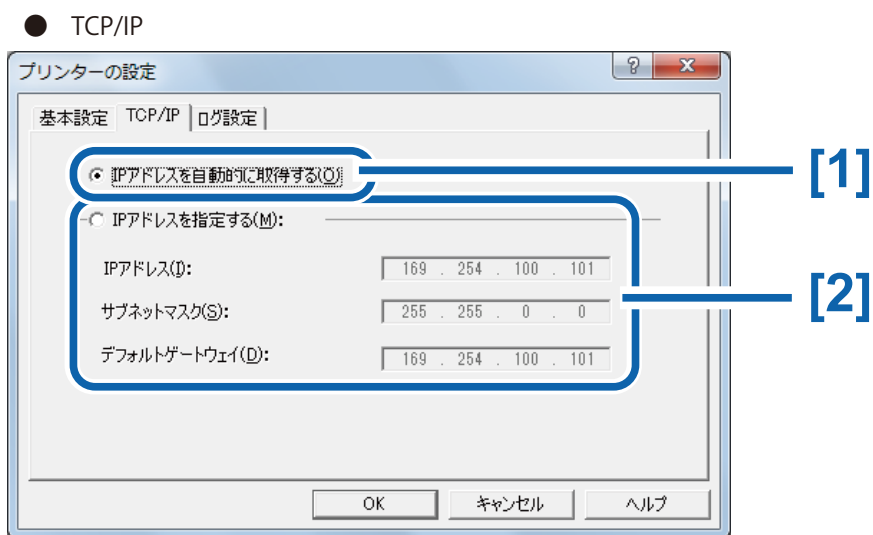 ● TCP/IP
プリンターの設定
基本設定 TCP/IP ログ設定
IPアドレスを自動的に取得する(O)
[1]
IPアドレスを指定する(M):
IPアドレス(I): 169 . 254 . 100 . 101
[2]
サブネットマスク(S): 255 . 255 . 0 . 0
デフォルトゲートウェイ(D): 169 . 254 . 100 . 101
OK キャンセル ヘルプ